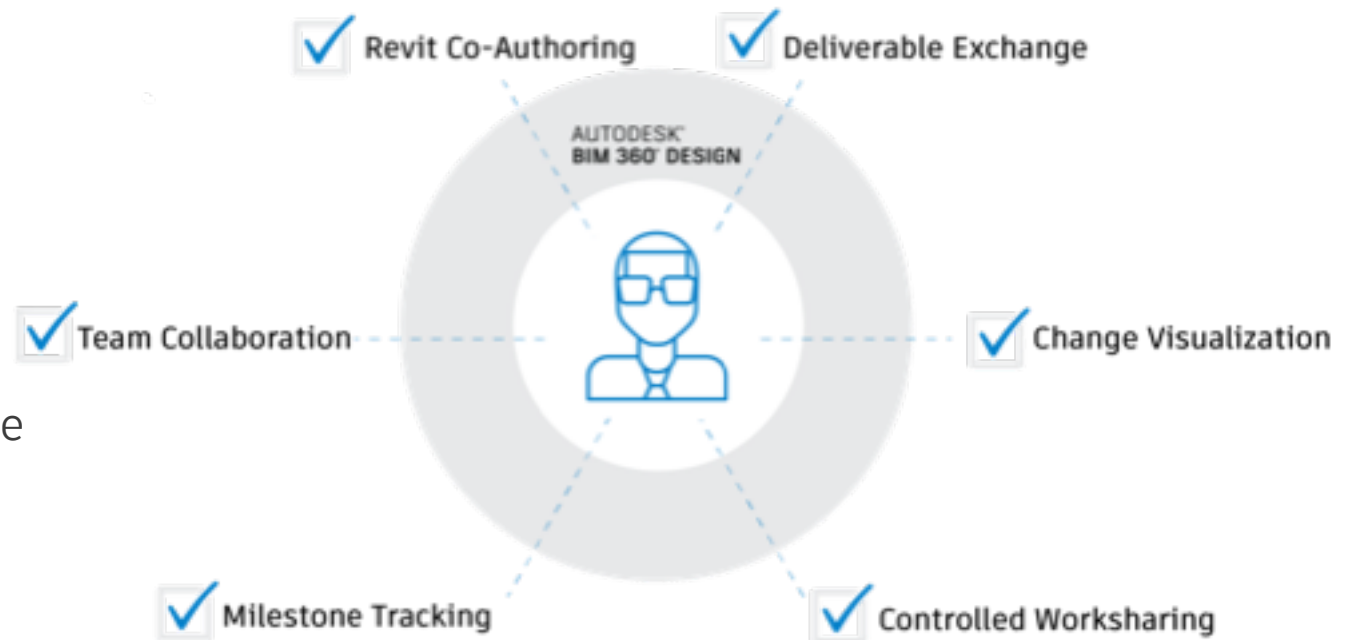 Revit Co-Authoring
Deliverable Exchange
AUTODESK®
BIM 360® DESIGN
Team Collaboration
Change Visualization
e
Milestone Tracking
Controlled Worksharing